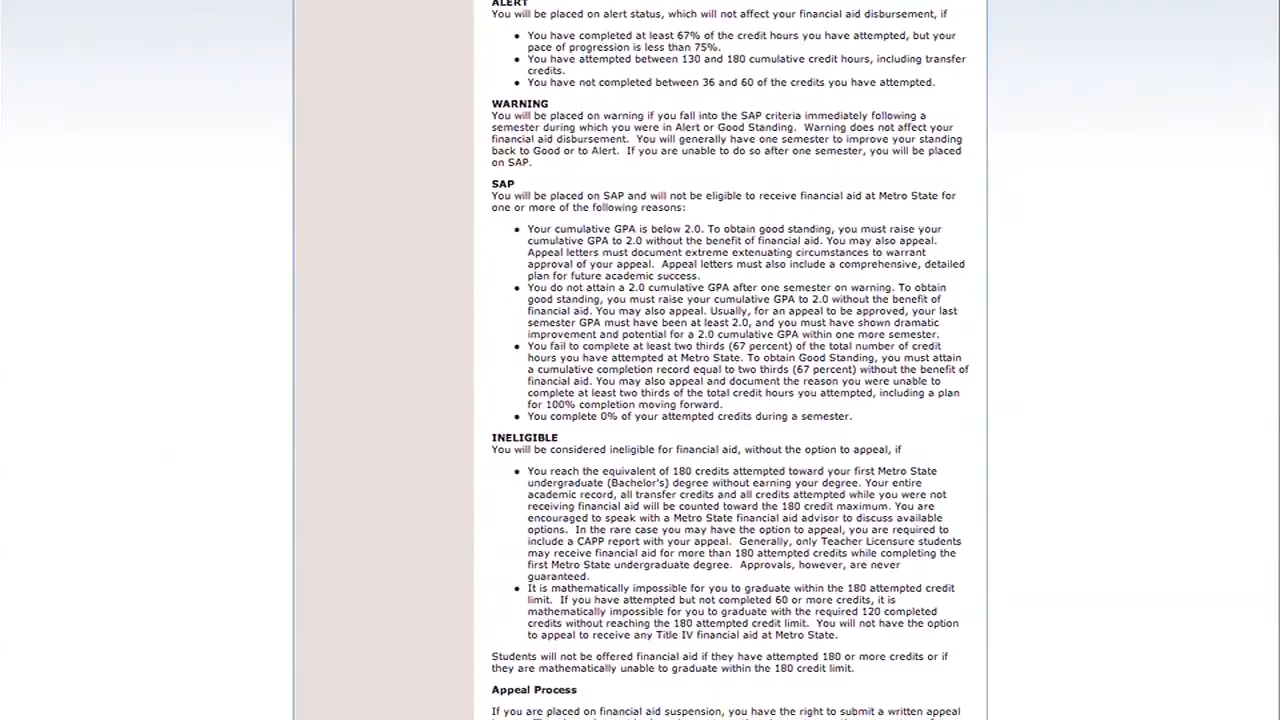 ALERT
You will be placed on alert status, which will not affect your financial aid disbursement, if
You have completed at least 67% of the credit hours you have attempted, but your
pace of progression is less than 75%.
You have attempted between 130 and 180 cumulative credit hours, including transfer
credits.
You have not completed between 36 and 60 of the credits you have attempted.
WARNING
You will be placed on warning if you fall into the SAP criteria immediately following a
semester during which you were in Alert or Good Standing.  Warning does not affect your
financial aid disbursement.  You will generally have one semester to improve your standing
back to Good or to Alert.  If you are unable to do so after one semester, you will be placed
on SAP.
SAP
You will be placed on SAP and will not be eligible to receive financial aid at Metro State for
one or more of the following reasons:
Your cumulative GPA is below 2.0. To obtain good standing, you must raise your
cumulative GPA to 2.0 without the benefit of financial aid. You may also appeal.
Appeal letters must document extreme extenuating circumstances to warrant
approval of your appeal.  Appeal letters must also include a comprehensive, detailed
plan for future academic success.
You do not attain a 2.0 cumulative GPA after one semester on warning. To obtain
good standing, you must raise your cumulative GPA to 2.0 without the benefit of
financial aid. You may also appeal. Usually, for an appeal to be approved, your last
semester GPA must have been at least 2.0, and you must have shown dramatic
improvement and potential for a 2.0 cumulative GPA within one more semester.
You fail to complete at least two thirds (67 percent) of the total number of credit
hours you have attempted at Metro State. To obtain Good Standing, you must attain
a cumulative completion record equal to two thirds (67 percent) without the benefit of
financial aid. You may also appeal and document the reason you were unable to
complete at least two thirds of the total credit hours you attempted, including a plan
for 100% completion moving forward.
You complete 0% of your attempted credits during a semester.
INELIGIBLE
You will be considered ineligible for financial aid, without the option to appeal, if
You reach the equivalent of 180 credits attempted toward your first Metro State
undergraduate (Bachelor's) degree without earning your degree. Your entire
academic record, all transfer credits and all credits attempted while you were not
receiving financial aid will be counted toward the 180 credit maximum. You are
encouraged to speak with a Metro State financial aid advisor to discuss available
options.  In the rare case you may have the option to appeal, you are required to
include a CAPP report with your appeal.  Generally, only Teacher Licensure students
may receive financial aid for more than 180 attempted credits while completing the
first Metro State undergraduate degree.  Approvals, however, are never
guaranteed.
It is mathematically impossible for you to graduate within the 180 attempted credit
limit.  If you have attempted but not completed 60 or more credits, it is
mathematically impossible for you to graduate with the required 120 completed
credits without reaching the 180 attempted credit limit.  You will not have the option
to appeal to receive any Title IV financial aid at Metro State.
Students will not be offered financial aid if they have attempted 180 or more credits or if
they are mathematically unable to graduate within the 180 credit limit.
Appeal Process
If you are placed on financial aid suspension, you have the right to submit a written appeal